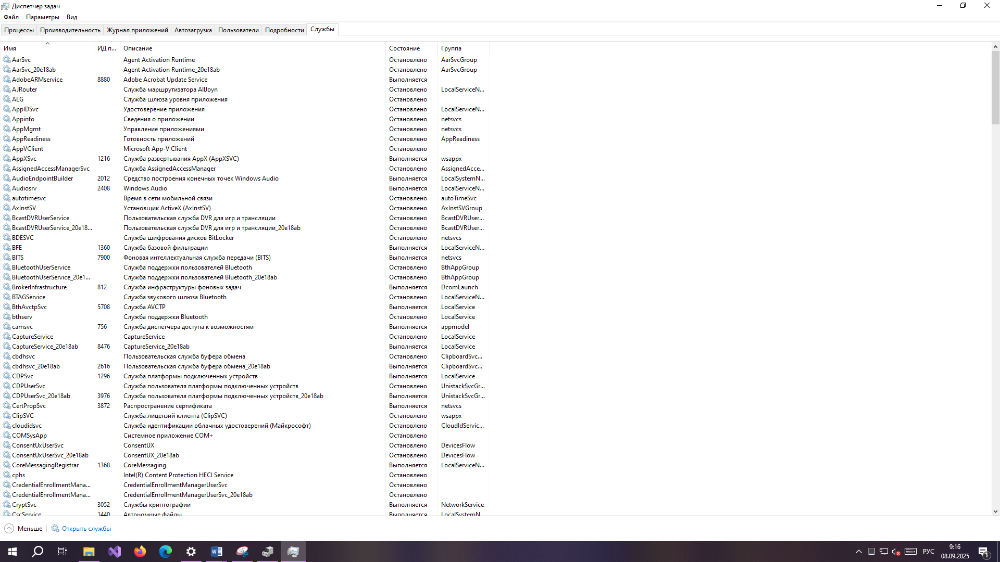 Диспетчер задач
Файл Параметры Вид
Процессы Производительность Журнал приложений Автозагрузка Пользователи Подробности Службы
Имя ИД п... Описание Состояние Группа
AarSvc Agent Activation Runtime Остановлено AarSvcGroup
AarSvc_20e18ab Agent Activation Runtime_20e18ab Остановлено AarSvcGroup
AdobeARMservice 8880 Adobe Acrobat Update Service Выполняется
AJRouter Служба маршрутизатора AllJoyn Остановлено LocalServiceN...
ALG Служба шлюза уровня приложения Остановлено
AppIDSvc Удостоверение приложения Остановлено LocalServiceN...
Appinfo Сведения о приложении Остановлено netsvcs
AppMgmt Управление приложениями Остановлено netsvcs
AppReadiness Готовность приложений Остановлено AppReadiness
AppVClient Microsoft App-V Client Остановлено
AppXSvc 1216 Служба развертывания AppX (AppXSVC) Выполняется wsappx
AssignedAccessManagerSvc Служба AssignedAccessManager Остановлено AssignedAcce...
AudioEndpointBuilder 2012 Средство построения конечных точек Windows Audio Выполняется LocalSystemN...
Audiosrv 2408 Windows Audio Выполняется LocalServiceN...
autotimesvc Время в сети мобильной связи Остановлено autoTimeSvc
AxInstSV Установщик ActiveX (AxInstSV) Остановлено AxInstSVGroup
BcastDVRUserService Пользовательская служба DVR для игр и трансляции Остановлено BcastDVRUser...
BcastDVRUserService_20e18... Пользовательская служба DVR для игр и трансляции_20e18ab Остановлено BcastDVRUser...
BDESVC Служба шифрования дисков BitLocker Остановлено netsvcs
BFE 1360 Служба базовой фильтрации Выполняется LocalServiceN...
BITS 7900 Фоновая интеллектуальная служба передачи (BITS) Выполняется netsvcs
BluetoothUserService Служба поддержки пользователей Bluetooth Остановлено BthAppGroup
BluetoothUserService_20e1... Служба поддержки пользователей Bluetooth_20e18ab Остановлено BthAppGroup
BrokerInfrastructure 812 Служба инфраструктуры фоновых задач Выполняется DcomLaunch
BTAGService Служба звукового шлюза Bluetooth Остановлено LocalServiceN...
BthAvctpSvc 5708 Служба AVCTP Выполняется LocalService
bthserv Служба поддержки Bluetooth Остановлено LocalService
camsvc 756 Служба диспетчера доступа к возможностям Выполняется appmodel
CaptureService CaptureService Остановлено LocalService
CaptureService_20e18ab 8476 CaptureService_20e18ab Выполняется LocalService
cbdhsvc Пользовательская служба буфера обмена Остановлено ClipboardSvc...
cbdhsvc_20e18ab 2616 Пользовательская служба буфера обмена_20e18ab Выполняется ClipboardSvc...
CDPSvc 1296 Служба платформы подключенных устройств Выполняется LocalService
CDPUserSvc Служба пользователя платформы подключенных устройств Остановлено UnistackSvcGr...
CDPUserSvc_20e18ab 3976 Служба пользователя платформы подключенных устройств_20e18ab Выполняется UnistackSvcGr...
CertPropSvc 3872 Распространение сертификата Выполняется netsvcs
ClipSVC Служба лицензий клиента (ClipSVC) Остановлено wsappx
cloudidsvc Служба идентификации облачных удостоверений (Майкрософт) Остановлено CloudIdServic...
COMSysApp Системное приложение COM+ Остановлено
ConsentUxUserSvc ConsentUX Остановлено DevicesFlow
ConsentUxUserSvc_20e18ab ConsentUX_20e18ab Остановлено DevicesFlow
CoreMessagingRegistrar 1368 CoreMessaging Выполняется LocalServiceN...
cphs Intel(R) Content Protection HECI Service Остановлено
CredentialEnrollmentMana... CredentialEnrollmentManagerUserSvc Остановлено
CredentialEnrollmentMana... CredentialEnrollmentManagerUserSvc_20e18ab Остановлено
CryptSvc 3052 Службы криптографии Выполняется NetworkService
CscService 1440 Автономные файлы Выполняется LocalSystemN...
Меньше Открыть службы
РУС 9:16
08.09.2025 1